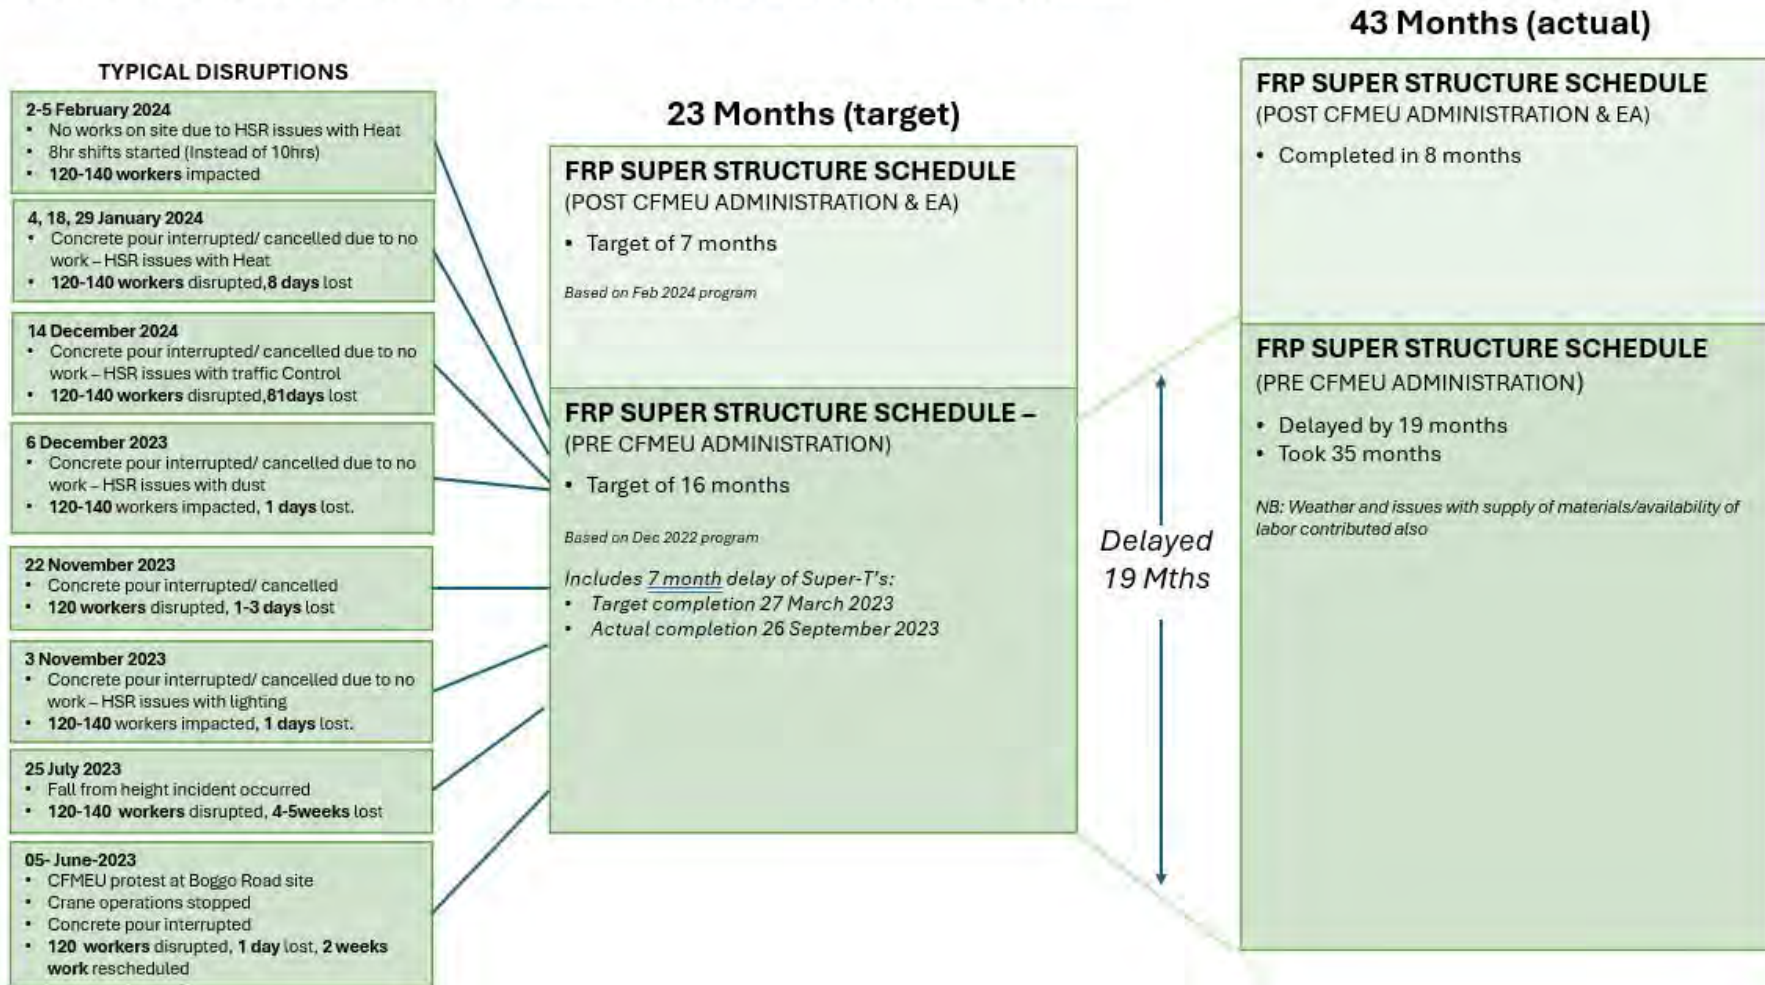 TYPICAL DISRUPTIONS
2-5 February 2024
• No works on site due to HSR issues with Heat
• 8hr shifts started (Instead of 10hrs)
• 120-140 workers impacted
4, 18, 29 January 2024
• Concrete pour interrupted/ cancelled due to no
work – HSR issues with Heat
• 120-140 workers disrupted,8 days lost
14 December 2024
• Concrete pour interrupted/ cancelled due to no
work – HSR issues with traffic Control
• 120-140 workers disrupted,81days lost
6 December 2023
• Concrete pour interrupted/ cancelled due to no
work – HSR issues with dust
• 120-140 workers impacted, 1 days lost.
22 November 2023
• Concrete pour interrupted/ cancelled
• 120 workers disrupted, 1-3 days lost
3 November 2023
• Concrete pour interrupted/ cancelled due to no
work – HSR issues with lighting
• 120-140 workers impacted, 1 days lost.
25 July 2023
• Fall from height incident occurred
• 120-140 workers disrupted, 4-5weeks lost
05- June-2023
• CFMEU protest at Boggo Road site
• Crane operations stopped
• Concrete pour interrupted
• 120 workers disrupted, 1 day lost, 2 weeks
work rescheduled
23 Months (target)
FRP SUPER STRUCTURE SCHEDULE
(POST CFMEU ADMINISTRATION & EA)
• Target of 7 months
Based on Feb 2024 program
FRP SUPER STRUCTURE SCHEDULE –
(PRE CFMEU ADMINISTRATION)
• Target of 16 months
Based on Dec 2022 program
Includes 7 month delay of Super-T's:
• Target completion 27 March 2023
• Actual completion 26 September 2023
Delayed
19 Mths
43 Months (actual)
FRP SUPER STRUCTURE SCHEDULE
(POST CFMEU ADMINISTRATION & EA)
• Completed in 8 months
FRP SUPER STRUCTURE SCHEDULE
(PRE CFMEU ADMINISTRATION)
• Delayed by 19 months
• Took 35 months
NB: Weather and issues with supply of materials/availability of
labor contributed also